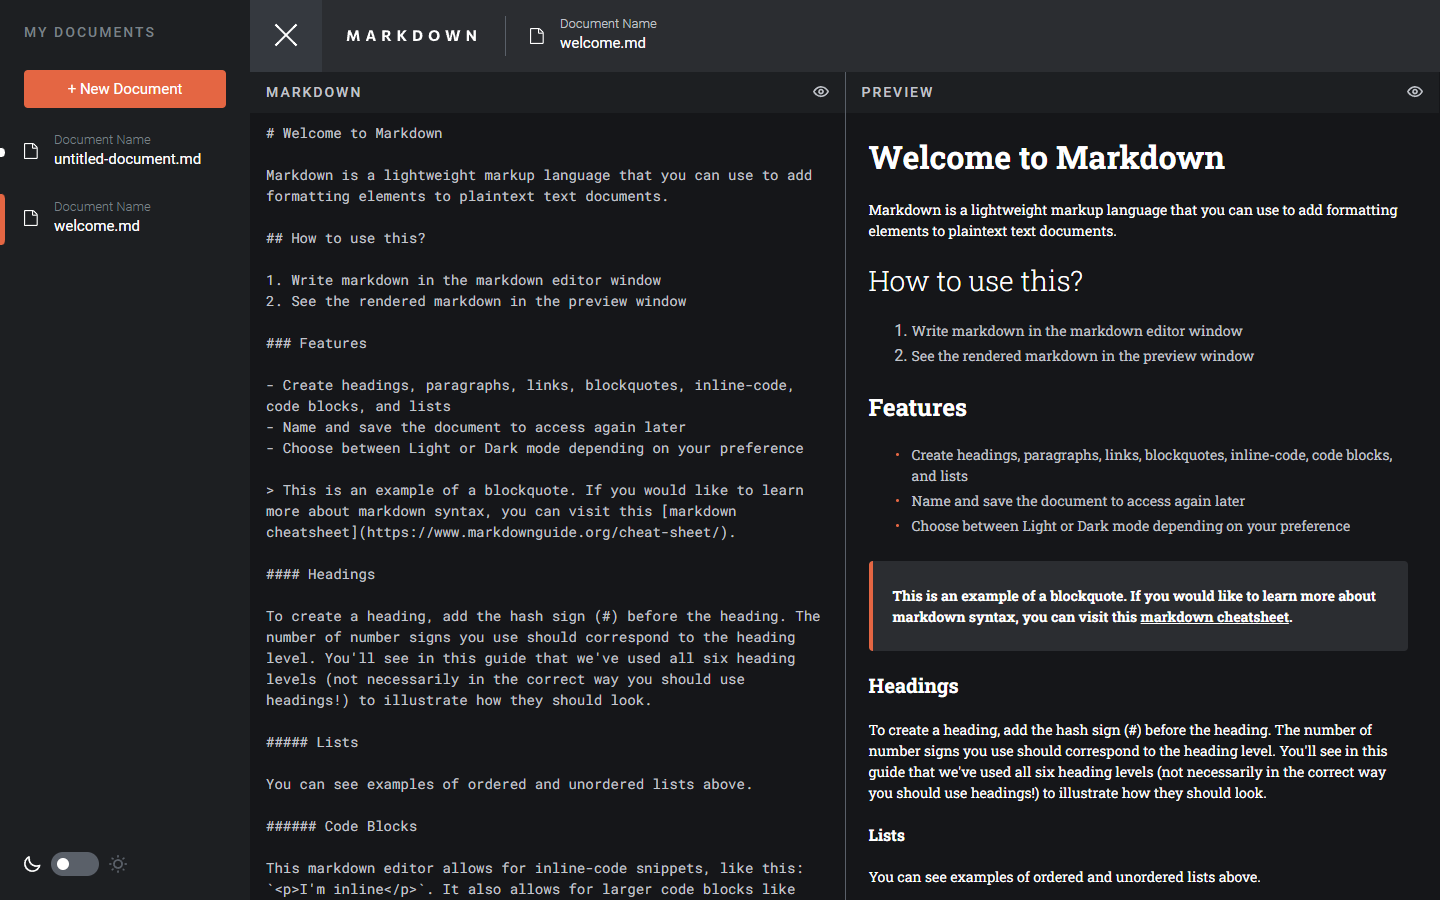 MY DOCUMENTS
+ New Document
Document Name
untitled-document.md
Document Name
welcome.md
MARKDOWN
Document Name
welcome.md
MARKDOWN
# Welcome to Markdown
Markdown is a lightweight markup language that you can use to add
formatting elements to plaintext text documents.
## How to use this?
1. Write markdown in the markdown editor window
2. See the rendered markdown in the preview window
### Features
- Create headings, paragraphs, links, blockquotes, inline-code,
code blocks, and lists
- Name and save the document to access again later
- Choose between Light or Dark mode depending on your preference
> This is an example of a blockquote. If you would like to learn
more about markdown syntax, you can visit this [markdown
cheatsheet](https://www.markdownguide.org/cheat-sheet/).
#### Headings
To create a heading, add the hash sign (#) before the heading. The
number of number signs you use should correspond to the heading
level. You'll see in this guide that we've used all six heading
levels (not necessarily in the correct way you should use
headings!) to illustrate how they should look.
##### Lists
You can see examples of ordered and unordered lists above.
###### Code Blocks
This markdown editor allows for inline-code snippets, like this:
`<p>I'm inline</p>`. It also allows for larger code blocks like
PREVIEW
Welcome to Markdown
Markdown is a lightweight markup language that you can use to add formatting
elements to plaintext text documents.
How to use this?
1. Write markdown in the markdown editor window
2. See the rendered markdown in the preview window
Features
• Create headings, paragraphs, links, blockquotes, inline-code, code blocks,
and lists
• Name and save the document to access again later
• Choose between Light or Dark mode depending on your preference
This is an example of a blockquote. If you would like to learn more about
markdown syntax, you can visit this markdown cheatsheet.
Headings
To create a heading, add the hash sign (#) before the heading. The number of
number signs you use should correspond to the heading level. You'll see in this
guide that we've used all six heading levels (not necessarily in the correct way
you should use headings!) to illustrate how they should look.
Lists
You can see examples of ordered and unordered lists above.